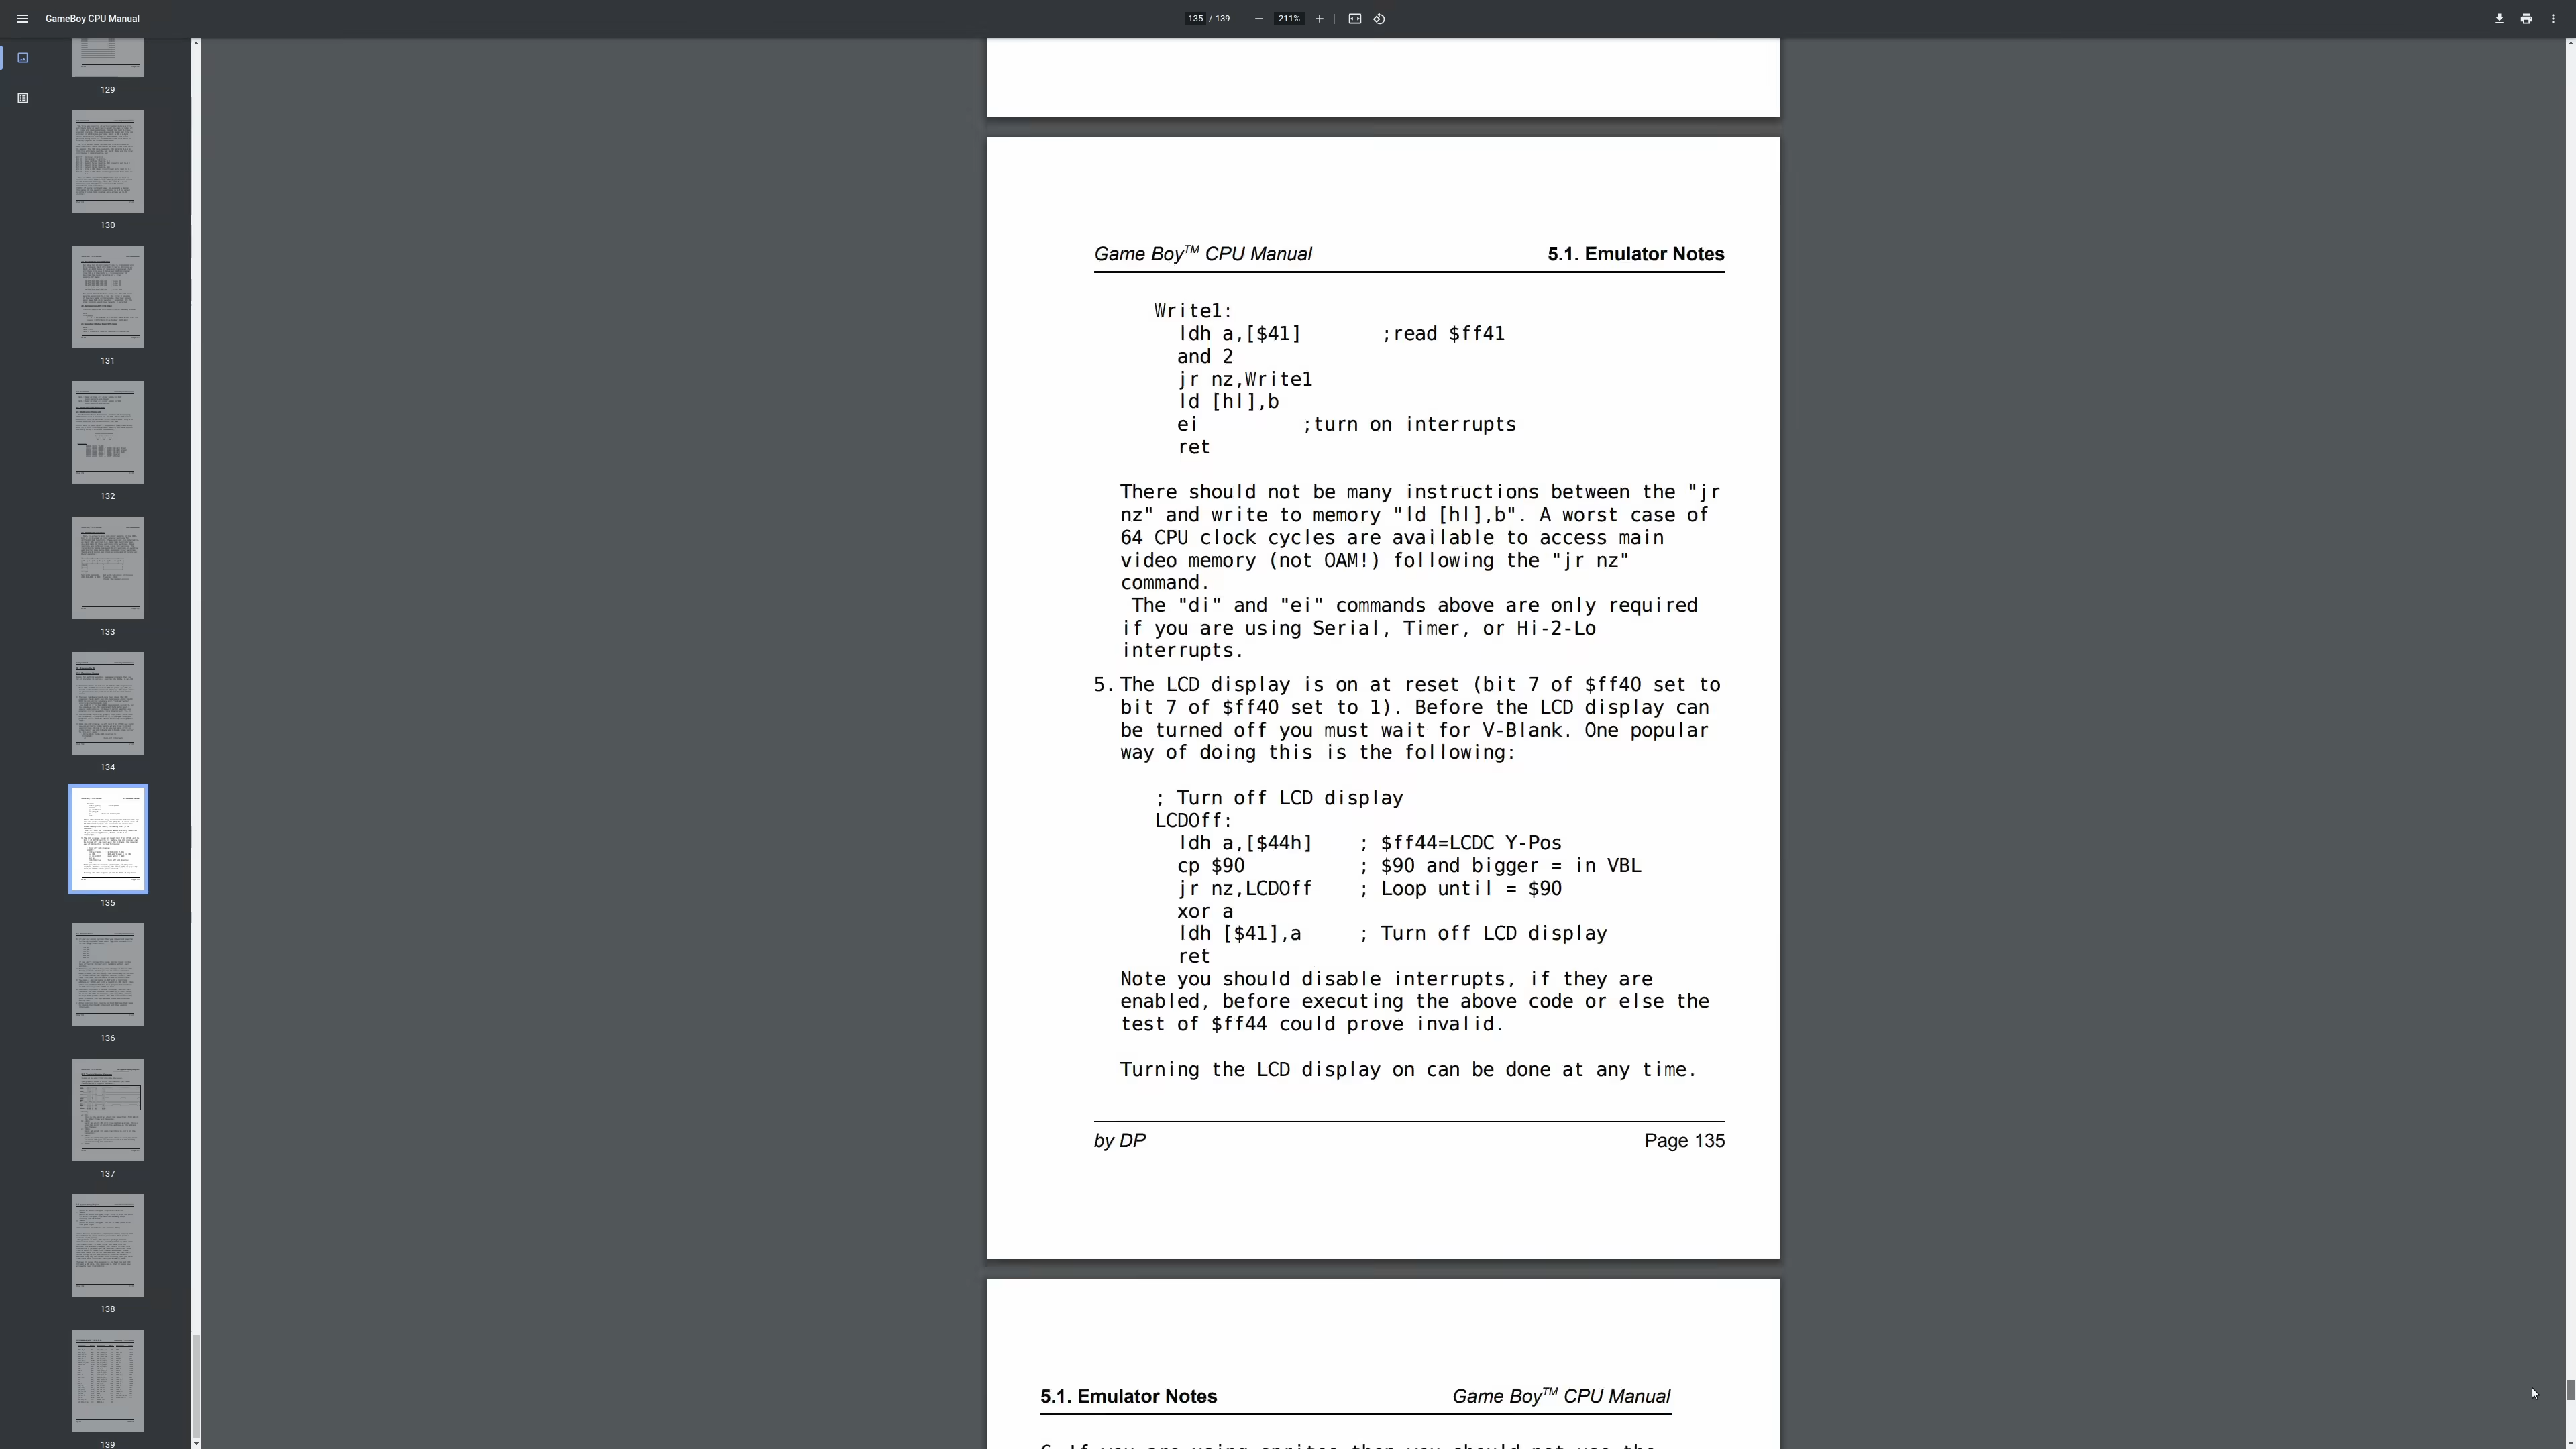 GameBoy CPU Manual
135 / 139
211%
129
130
131
132
133
134
135
136
137
138
139
Game Boy™ CPU Manual 5.1. Emulator Notes
Write1:
ldh a,[$41] ;read $ff41
and 2
jr nz,Write1
ld [hl],b
ei ;turn on interrupts
ret
There should not be many instructions between the "jr
nz" and write to memory "ld [hl],b". A worst case of
64 CPU clock cycles are available to access main
video memory (not OAM!) following the "jr nz"
command.
The "di" and "ei" commands above are only required
if you are using Serial, Timer, or Hi-2-Lo
interrupts.
5. The LCD display is on at reset (bit 7 of $ff40 set to
bit 7 of $ff40 set to 1). Before the LCD display can
be turned off you must wait for V-Blank. One popular
way of doing this is the following:
; Turn off LCD display
LCDOff:
ldh a,[$44h] ; $ff44=LCDC Y-Pos
cp $90 ; $90 and bigger = in VBL
jr nz,LCDOff ; Loop until = $90
xor a
ldh [$41],a ; Turn off LCD display
ret
Note you should disable interrupts, if they are
enabled, before executing the above code or else the
test of $ff44 could prove invalid.
Turning the LCD display on can be done at any time.
by DP Page 135
5.1. Emulator Notes Game Boy™ CPU Manual